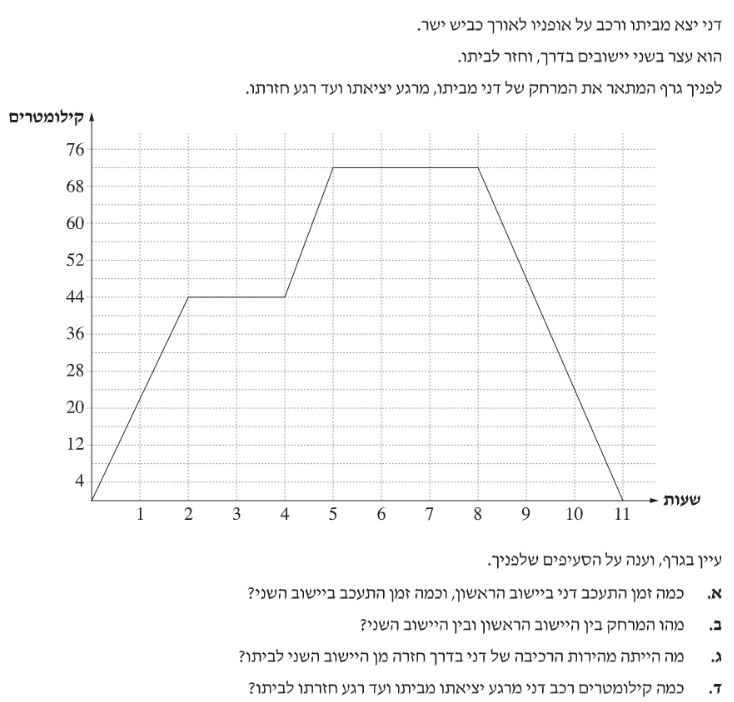 דני יצא מביתו ורכב על אופניו לאורך כביש ישר.
הוא עצר בשני יישובים בדרך, וחזר לביתו.
לפניך גרף המתאר את המרחק של דני מביתו, מרגע יציאתו ועד רגע חזרתו.
קילומטרים
76
68
60
52
44
36
28
20
12
4
1 2 3 4 5 6 7 8 9 10 11
שעות
עיין בגרף, וענה על הסעיפים שלפניך.
א. כמה זמן התעכב דני ביישוב הראשון, וכמה זמן התעכב ביישוב השני?
ב. מהו המרחק בין היישוב הראשון ובין היישוב השני?
ג. מה הייתה מהירות הרכיבה של דני בדרך חזרה מן היישוב השני לביתו?
ד. כמה קילומטרים רכב דני מרגע יציאתו מביתו ועד רגע חזרתו לביתו?